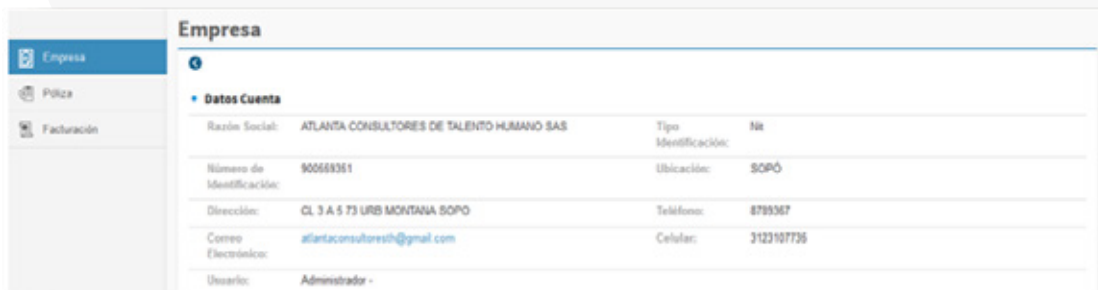 Empresa
Empresa
Póliza
Facturación
Datos Cuenta
Razón Social: ATLANTA CONSULTORES DE TALENTO HUMANO SAS Tipo Identificación: Nit
Número de Identificación: 900559351 Ubicación: SOPÓ
Dirección: CL 3 A 5 73 URB MONTANA SOPO Teléfono: 8789367
Correo Electrónico: atlantaconsultoresth@gmail.com Celular: 3123107735
Usuario: Administrador -